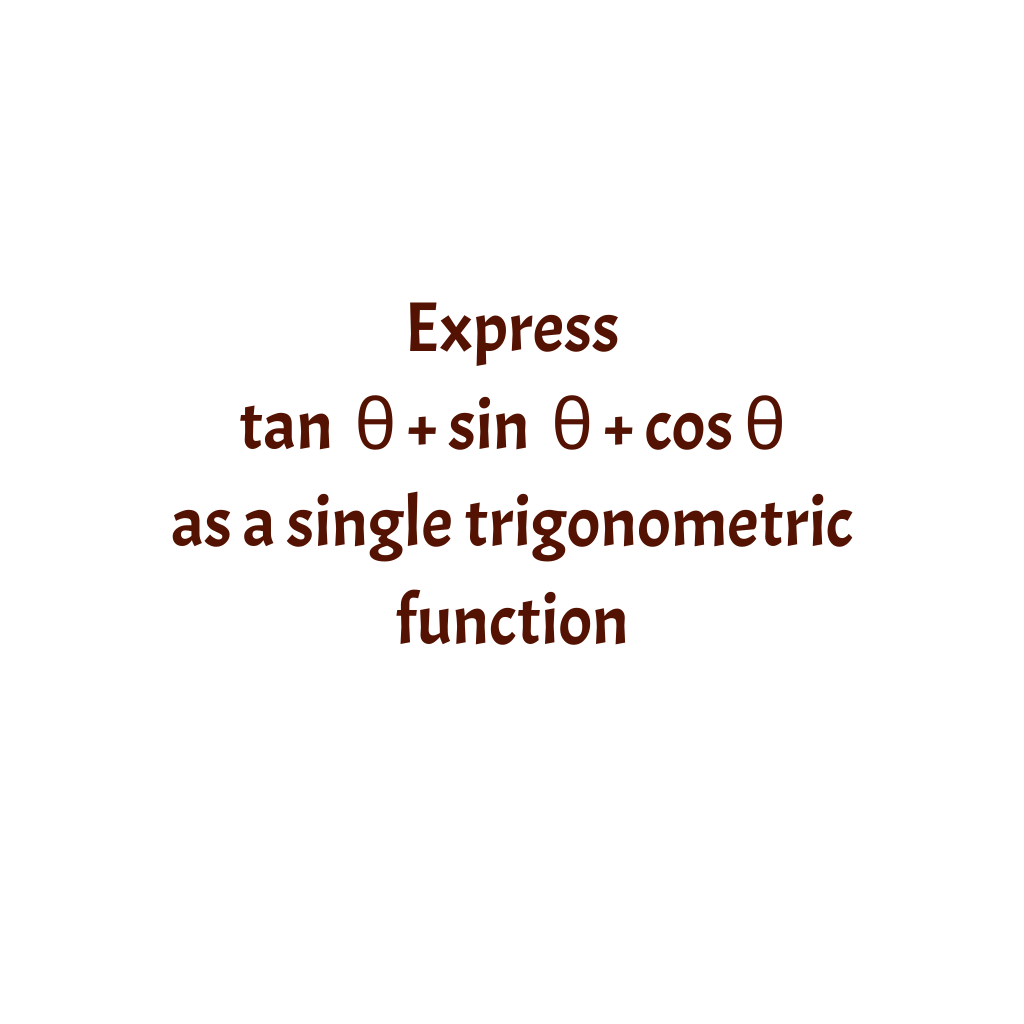 Express
tan θ + sin θ + cos θ
as a single trigonometric
function